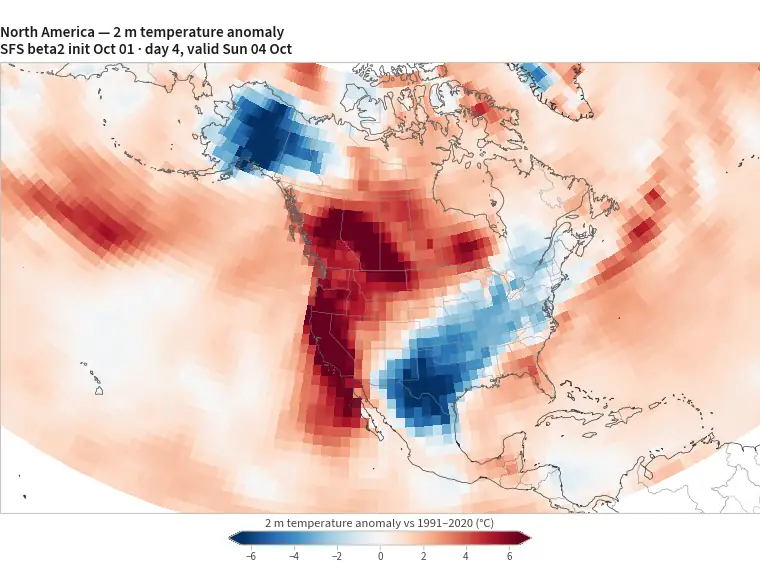 North America — 2 m temperature anomaly
SFS beta2 init Oct 01 · day 4, valid Sun 04 Oct
2 m temperature anomaly vs 1991–2020 (°C)
−6 −4 −2 0 2 4 6